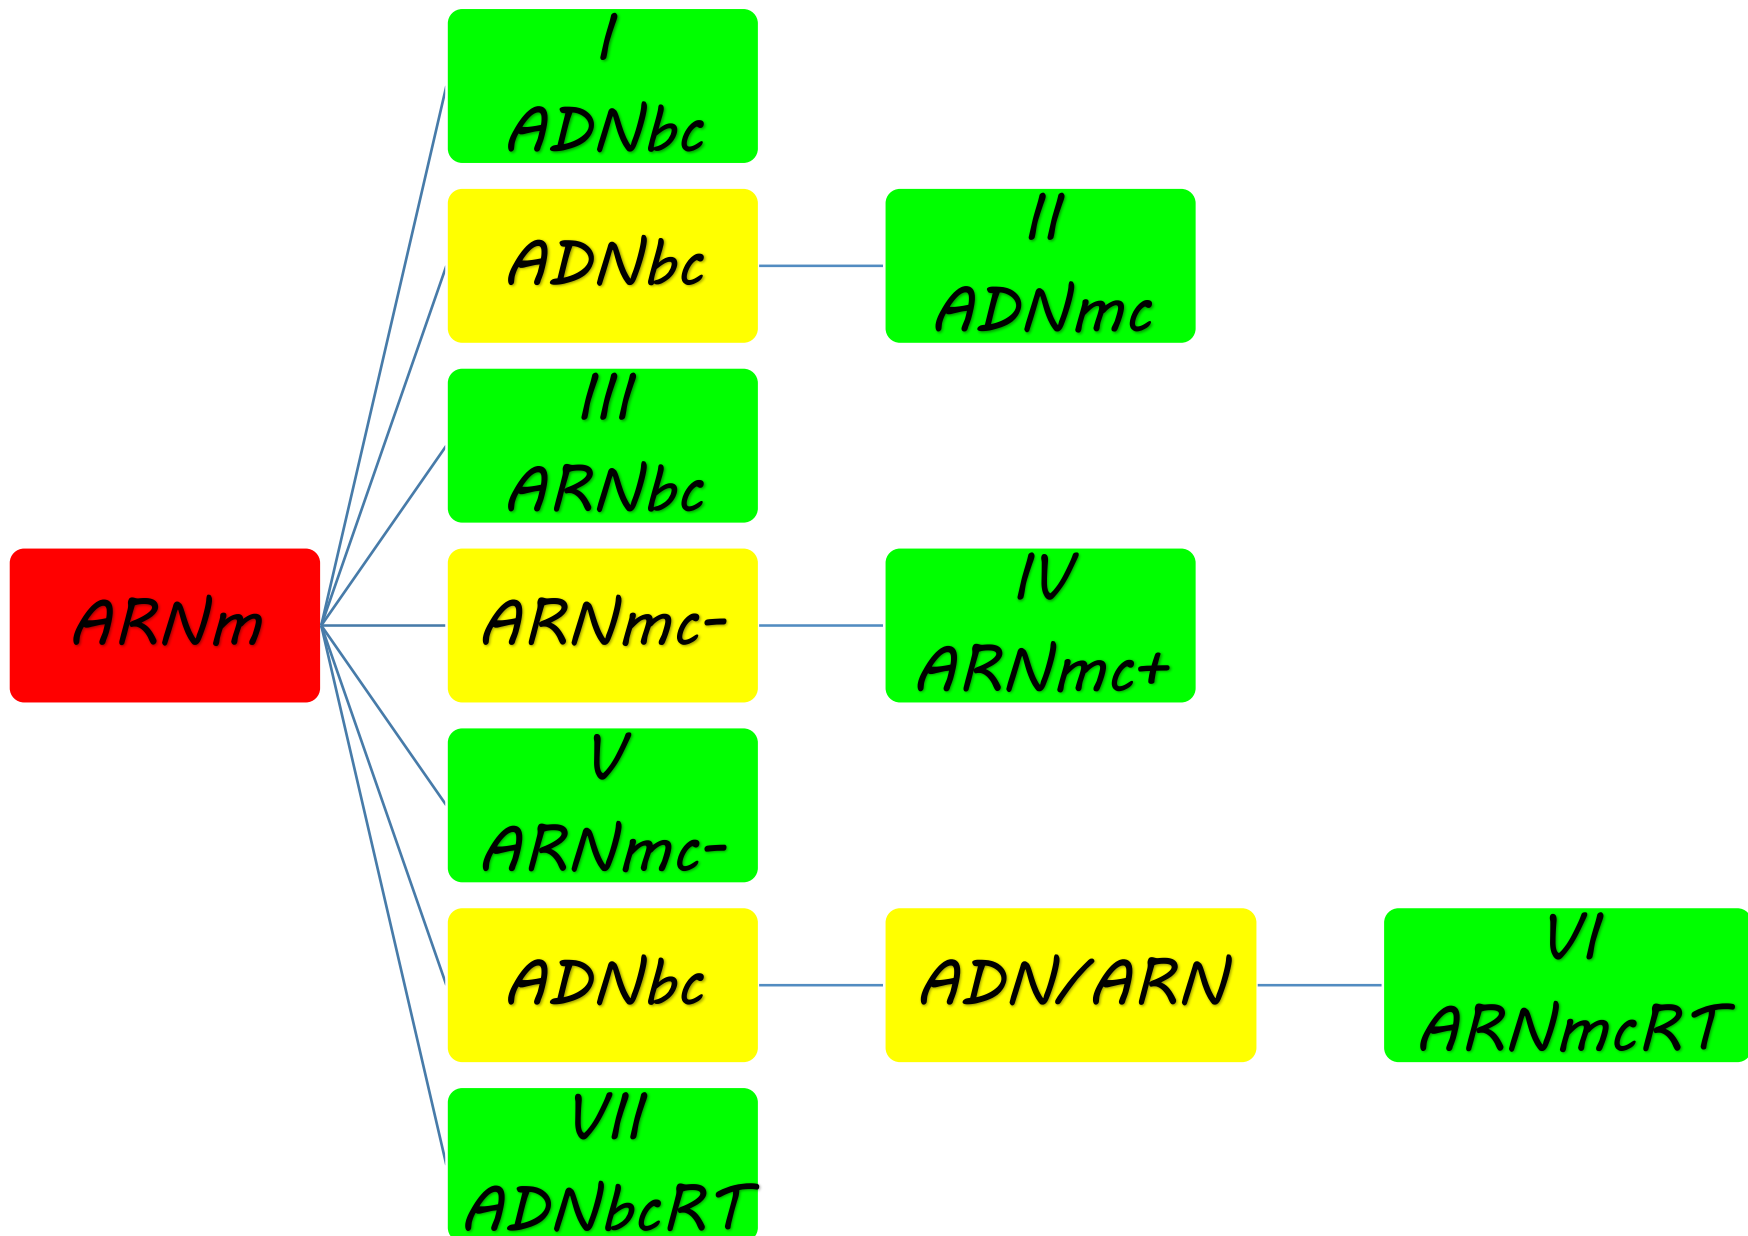 I
ADNbc
ADNbc
II
ADNmc
III
ARNbc
ARNm
ARNmc-
IV
ARNmc+
V
ARNmc-
ADNbc
ADN/ARN
VI
ARNmcRT
VII
ADNbcRT